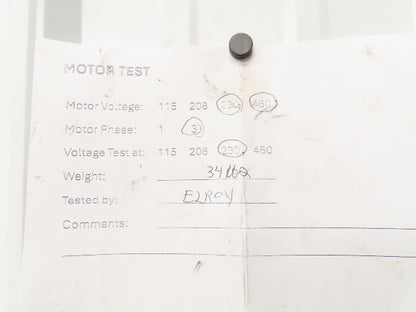 MOTOR TEST
Motor Voltage: 115 208 230 460
Motor Phase: 1 3
Voltage Test at: 115 208 230 460
Weight: 34 lbs
Tested by: ELROY
Comments: